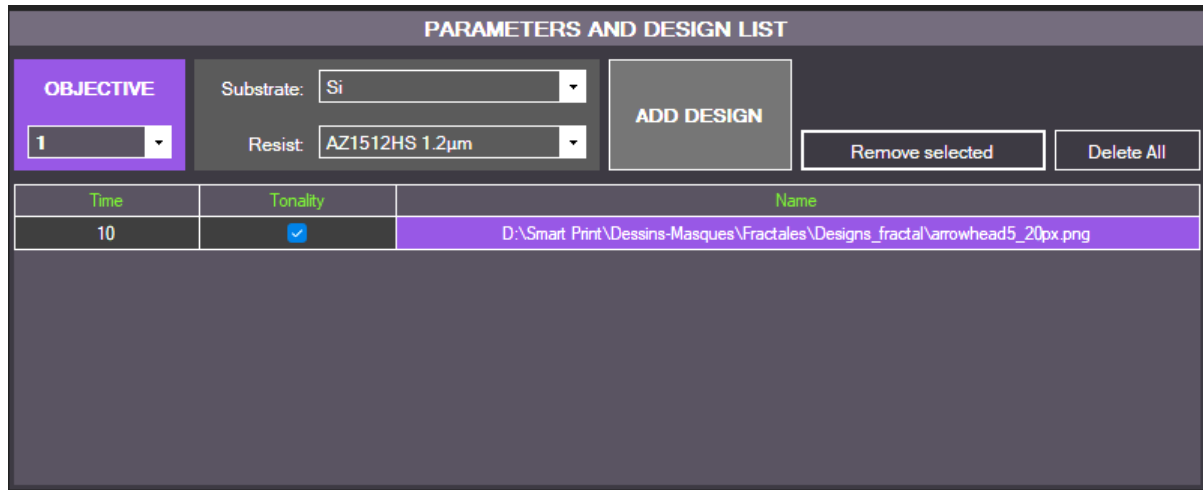 PARAMETERS AND DESIGN LIST
OBJECTIVE
1
Substrate: Si
Resist: AZ1512HS 1.2µm
ADD DESIGN
Remove selected
Delete All
Time Tonality Name
10 D:\Smart Print\Dessins-Masques\Fractales\Designs_fractal\arrowhead5_20px.png